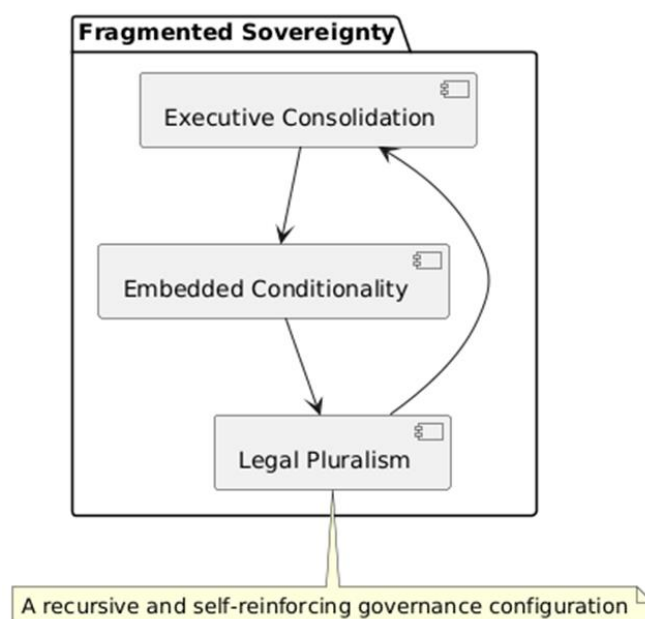 Fragmented Sovereignty
Executive Consolidation
Embedded Conditionality
Legal Pluralism
A recursive and self-reinforcing governance configuration